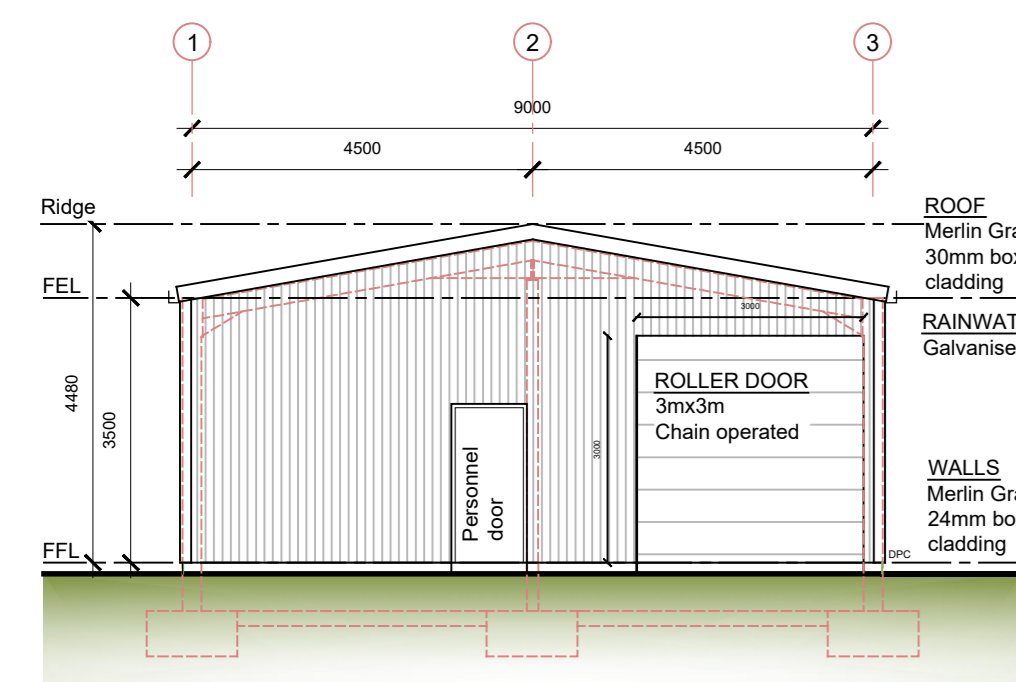 1
2
3
9000
4500
4500
Ridge
ROOF
Merlin Gra
30mm box
cladding
FEL
3000
RAINWAT
Galvanise
4480
3500
ROLLER DOOR
3mx3m
Chain operated
3000
Personnel
door
WALLS
Merlin Gra
24mm bo
cladding
FFL
DPC